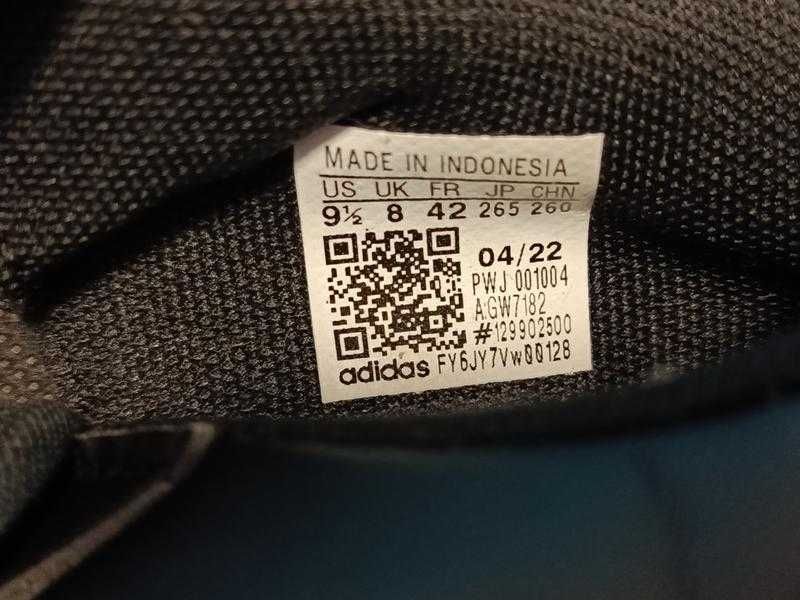 MADE IN INDONESIA
US UK FR JP CHN
9½ 8 42 265 260
04/22
PWJ 001004
A:GW7182
#129902500
adidas FY6JY7Vw00128